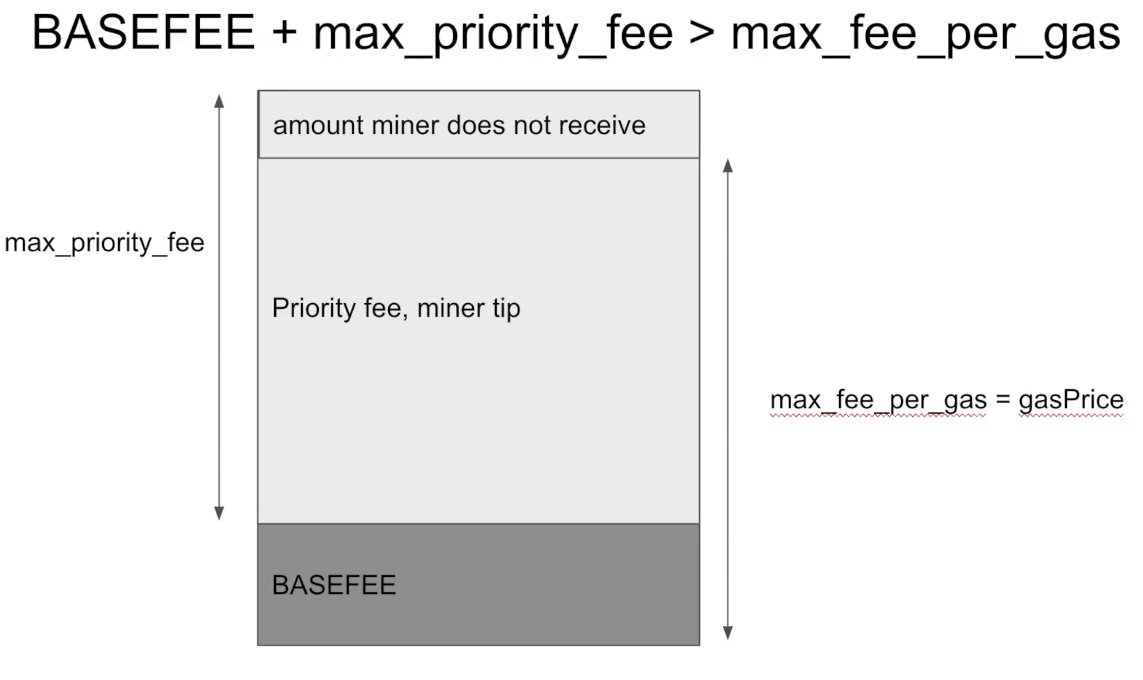 BASEFEE + max_priority_fee > max_fee_per_gas
amount miner does not receive
max_priority_fee
Priority fee, miner tip
max_fee_per_gas = gasPrice
BASEFEE